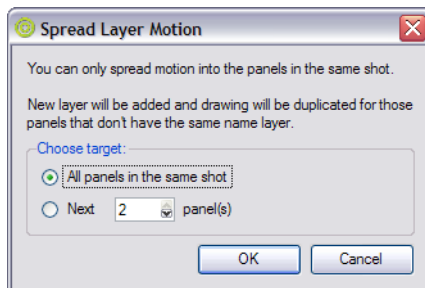 Spread Layer Motion
You can only spread motion into the panels in the same shot.
New layer will be added and drawing will be duplicated for those
panels that don't have the same name layer.
Choose target:
All panels in the same shot
Next 2 panel(s)
OK Cancel